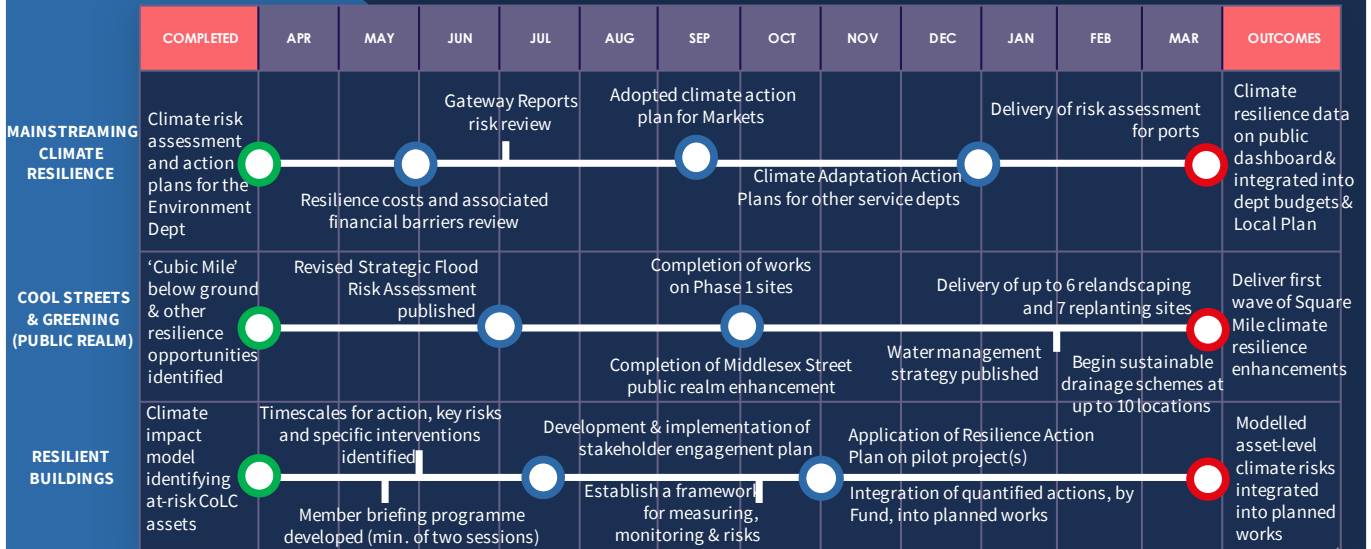 COMPLETED
APR
MAY
JUN
JUL
AUG
SEP
OCT
NOV
DEC
JAN
FEB
MAR
OUTCOMES
MAINSTREAMING
CLIMATE
RESILIENCE
Climate risk
assessment
and action
plans for the
Environment
Dept
Gateway Reports
risk review
Resilience costs and associated
financial barriers review
Adopted climate action
plan for Markets
Climate Adaptation Action
Plans for other service depts
Delivery of risk assessment
for ports
Climate
resilience data
on public
dashboard &
integrated into
dept budgets &
Local Plan
COOL STREETS
& GREENING
(PUBLIC REALM)
‘Cubic Mile’
below ground
& other
resilience
opportunities
identified
Revised Strategic Flood
Risk Assessment
published
Completion of works
on Phase 1 sites
Completion of Middlesex Street
public realm enhancement
Delivery of up to 6 relandscaping
and 7 replanting sites
Water management
strategy published
Begin sustainable
drainage schemes at
up to 10 locations
Deliver first
wave of Square
Mile climate
resilience
enhancements
RESILIENT
BUILDINGS
Climate
impact
model
identifying
at-risk CoLC
assets
Timescales for action, key risks
and specific interventions
identified
Member briefing programme
developed (min. of two sessions)
Development & implementation of
stakeholder engagement plan
Establish a framework
for measuring,
monitoring & risks
Application of Resilience Action
Plan on pilot project(s)
Integration of quantified actions, by
Fund, into planned works
Modelled
asset-level
climate risks
integrated
into planned
works